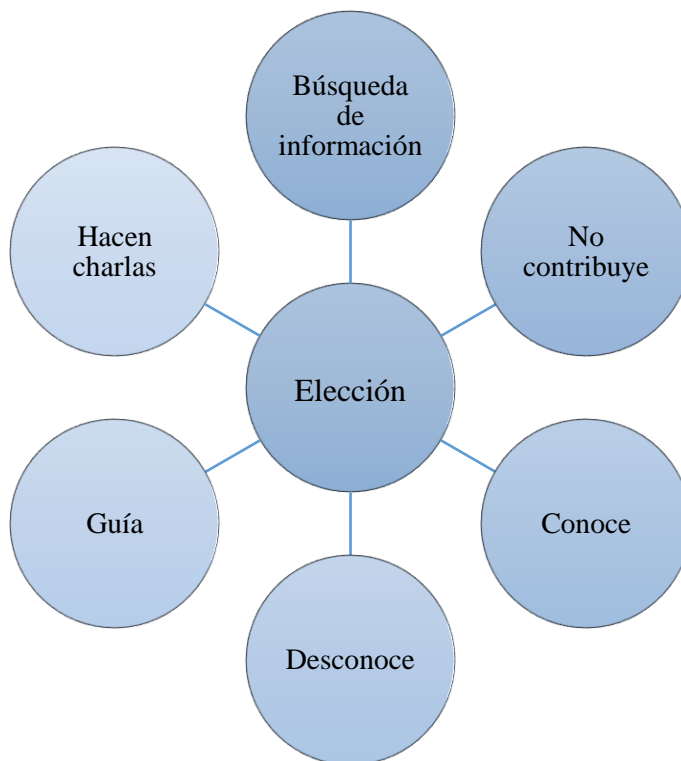 Búsqueda
de
información
Hacen
charlas
No
contribuye
Elección
Guía
Conoce
Desconoce